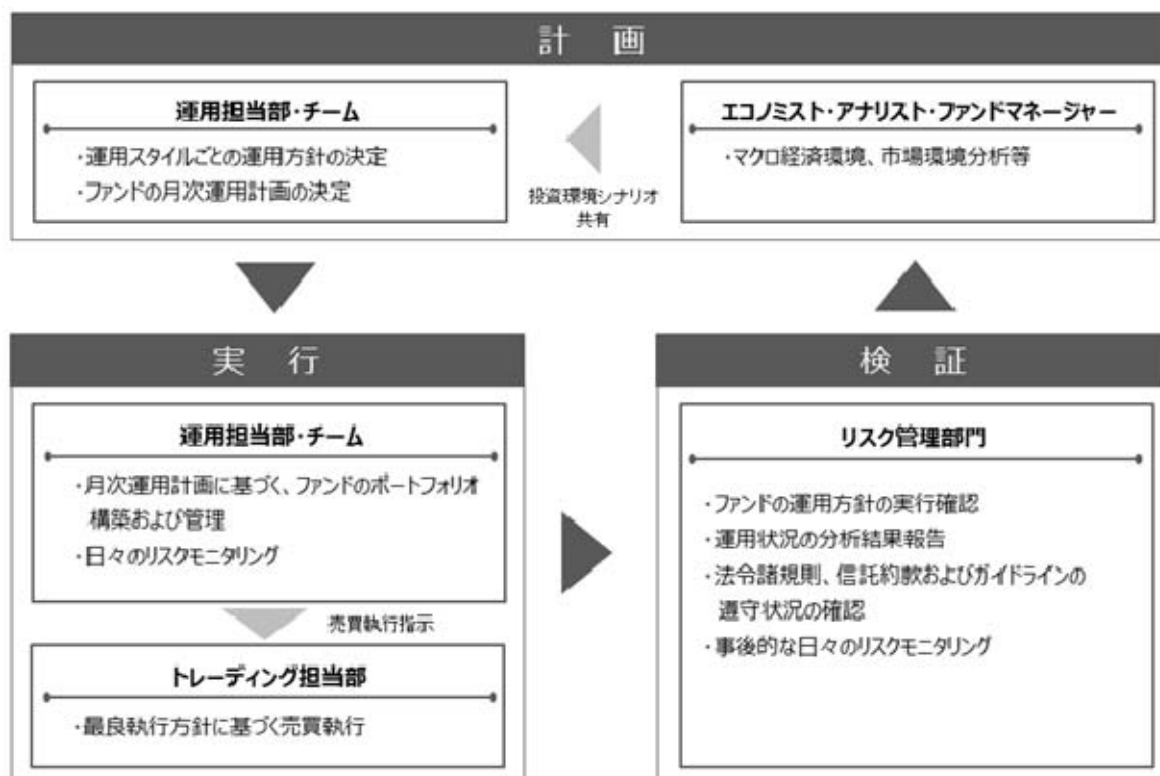 計 画
運用担当部・チーム
・運用スタイルごとの運用方針の決定
・ファンドの月次運用計画の決定
投資環境シナリオ
共有
エコノミスト・アナリスト・ファンドマネージャー
・マクロ経済環境、市場環境分析等
実 行
運用担当部・チーム
・月次運用計画に基づく、ファンドのポートフォリオ
構築および管理
・日々のリスクモニタリング
売買執行指示
トレーディング担当部
・最良執行方針に基づく売買執行
検 証
リスク管理部門
・ファンドの運用方針の実行確認
・運用状況の分析結果報告
・法令諸規則、信託約款およびガイドラインの
遵守状況の確認
・事後的な日々のリスクモニタリング